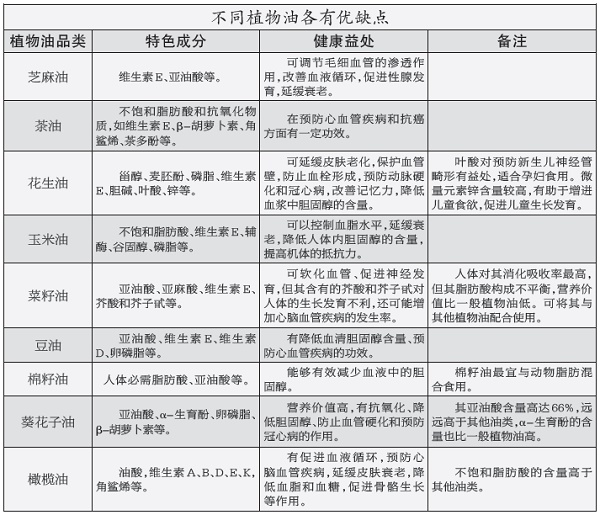 不同植物油各有优缺点
植物油品类 特色成分 健康益处 备注
芝麻油
维生素E、亚油酸等。
可调节毛细血管的渗透作
用,改善血液循环,促进性腺发
育,延缓衰老。
茶油
不饱和脂肪酸和抗氧化物
质,如维生素E、β-胡萝卜素、角
鲨烯、茶多酚等。
在预防心血管疾病和抗癌
方面有一定功效。
花生油
甾醇、麦胚酚、磷脂、维生素
E、胆碱、叶酸、锌等。
可延缓皮肤老化,保护血管
壁,防止血栓形成,预防动脉硬
化和冠心病,改善记忆力,降低
血浆中胆固醇的含量。
叶酸对预防新生儿神经管
畸形有益处,适合孕妇食用。微
量元素锌含量较高,有助于增进
儿童食欲,促进儿童生长发育。
玉米油
不饱和脂肪酸、维生素E、辅
酶、谷固醇、磷脂等。
可以控制血脂水平,延缓衰
老,降低人体内胆固醇的含量,
提高机体的抵抗力。
菜籽油
亚油酸、亚麻酸、维生素E、
芥酸和芥子甙等。
可软化血管、促进神经发
育,但其含有的芥酸和芥子甙对
人体的生长发育不利,还可能增
加心脑血管疾病的发生率。
人体对其消化吸收率最高,
但其脂肪酸构成不平衡,营养价
值比一般植物油低。可将其与
其他植物油配合使用。
豆油
亚油酸、维生素E、维生素
D、卵磷脂等。
有降低血清胆固醇含量、预
防心血管疾病的功效。
棉籽油
人体必需脂肪酸、亚油酸等。
能够有效减少血液中的胆
固醇。
棉籽油最宜与动物脂肪混
合食用。
葵花子油
亚油酸、α-生育酚、卵磷脂、
β-胡萝卜素等。
营养价值高,有抗氧化、降
低胆固醇、防止血管硬化和预防
冠心病的作用。
其亚油酸含量高达66%,远
远高于其他油类,α-生育酚的含
量也比一般植物油高。
橄榄油
油酸,维生素A、B、D、E、K,
角鲨烯等。
有促进血液循环,预防心
脑血管疾病,延缓皮肤衰老,降
低血脂和血糖,促进骨骼生长
等作用。
不饱和脂肪酸的含量高于
其他油类。